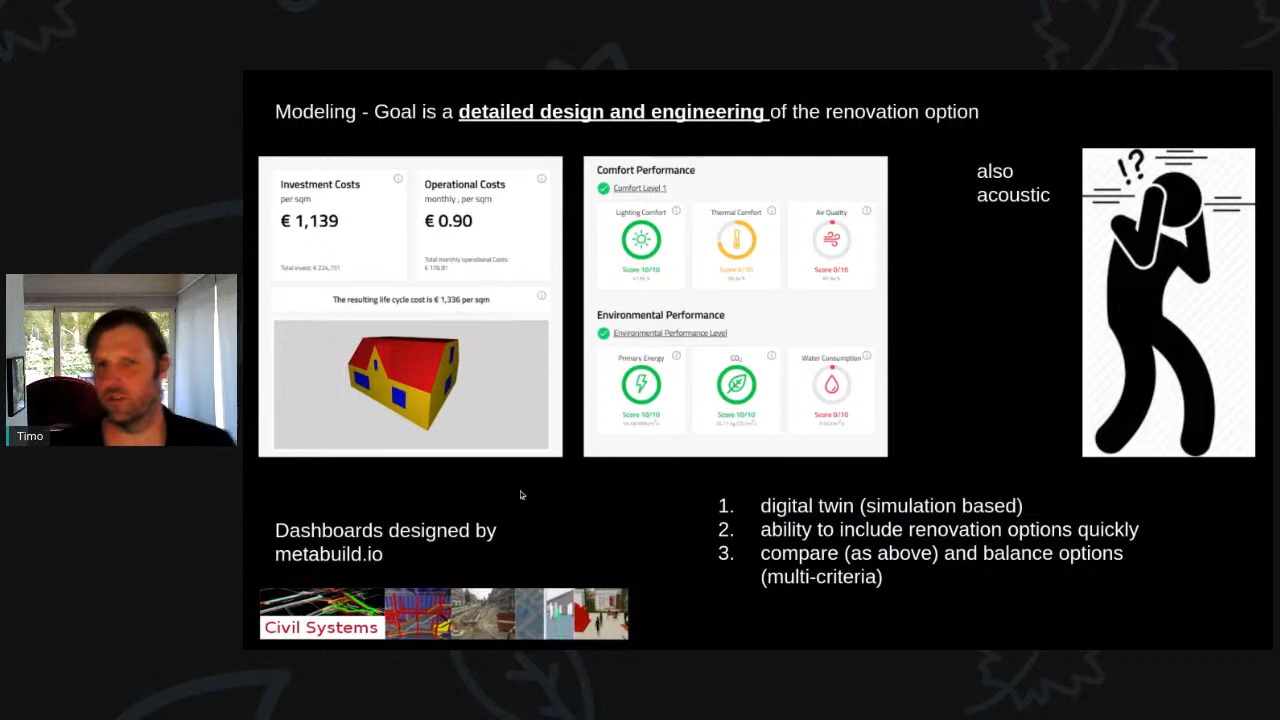 Modeling - Goal is a detailed design and engineering of the renovation option
Investment Costs
per sqm
€ 1,139
Operational Costs
monthly , per sqm
€ 0.90
Total monthly operational Costs
The resulting life cycle cost is € 1,336 per sqm
Comfort Performance
Comfort Level 1
Lighting Comfort
Score 10/10
Thermal Comfort
Air Quality
Score 0/10
Environmental Performance
Environmental Performance Level
Primary Energy
Score 10/10
CO₂
Score 10/10
Water Consumption
Score 0/10
also
acoustic
!?
Timo
Dashboards designed by
metabuild.io
1. digital twin (simulation based)
2. ability to include renovation options quickly
3. compare (as above) and balance options
(multi-criteria)
Civil Systems